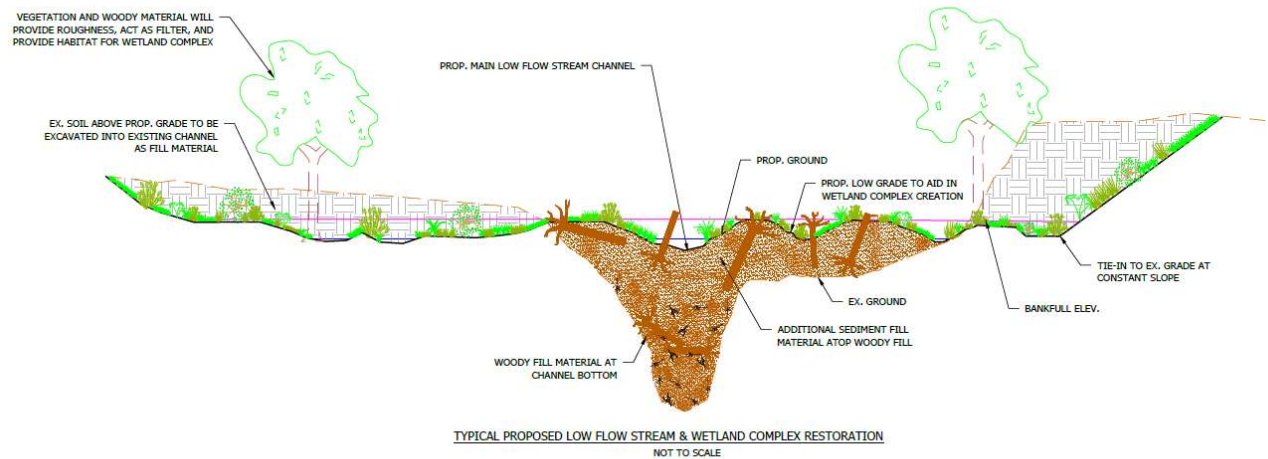 VEGETATION AND WOODY MATERIAL WILL
PROVIDE ROUGHNESS, ACT AS FILTER, AND
PROVIDE HABITAT FOR WETLAND COMPLEX
PROP. MAIN LOW FLOW STREAM CHANNEL
EX. SOIL ABOVE PROP. GRADE TO BE
EXCAVATED INTO EXISTING CHANNEL
AS FILL MATERIAL
PROP. GROUND
PROP. LOW GRADE TO AID IN
WETLAND COMPLEX CREATION
TIE-IN TO EX. GRADE AT
CONSTANT SLOPE
EX. GROUND
BANKFULL ELEV.
ADDITIONAL SEDIMENT FILL
MATERIAL ATOP WOODY FILL
WOODY FILL MATERIAL AT
CHANNEL BOTTOM
TYPICAL PROPOSED LOW FLOW STREAM & WETLAND COMPLEX RESTORATION
NOT TO SCALE